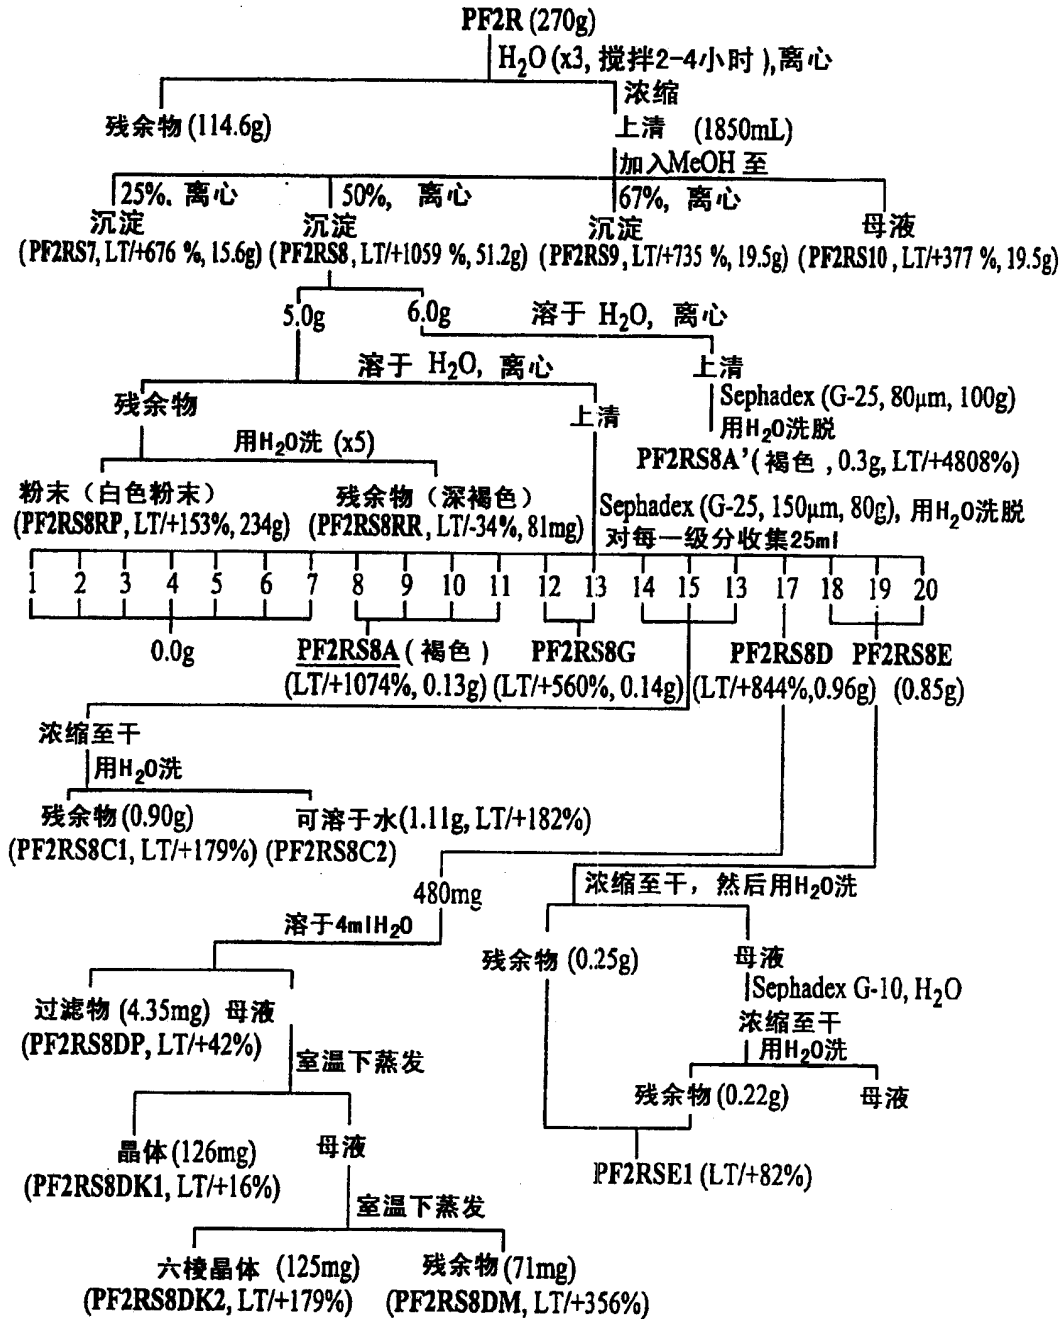 PF2R (270g)
H₂O (x3, 搅拌2-4小时),离心
浓缩
残余物 (114.6g)
上清 (1850mL)
加入MeOH 至
25%. 离心
50%, 离心
67%, 离心
沉淀
沉淀
沉淀
母液
(PF2RS7, LT/+676 %, 15.6g) (PF2RS8, LT/+1059 %, 51.2g) (PF2RS9, LT/+735 %, 19.5g) (PF2RS10, LT/+377 %, 19.5g)
5.0g
6.0g
溶于 H₂O, 离心
溶于 H₂O, 离心
上清
残余物
上清
Sephadex (G-25, 80μm, 100g)
用H₂O洗脱
用H₂O洗 (x5)
PF2RS8A' (褐色, 0.3g, LT/+4808%)
粉末 (白色粉末)
残余物 (深褐色)
(PF2RS8RP, LT/+153%, 234g) (PF2RS8RR, LT/-34%, 81mg)
Sephadex (G-25, 150μm, 80g), 用H₂O洗脱
对每一级分收集25ml
1 2 3 4 5 6 7 8 9 10 11 12 13 14 15 13 17 18 19 20
0.0g
PF2RS8A (褐色)
PF2RS8G
PF2RS8D
PF2RS8E
(LT/+1074%, 0.13g) (LT/+560%, 0.14g) (LT/+844%,0.96g) (0.85g)
浓缩至干
用H₂O洗
残余物(0.90g)
可溶于水(1.11g, LT/+182%)
(PF2RS8C1, LT/+179%) (PF2RS8C2)
480mg
浓缩至干, 然后用H₂O洗
溶于4mlH₂O
残余物 (0.25g)
母液
Sephadex G-10, H₂O
过滤物 (4.35mg) 母液
浓缩至干
(PF2RS8DP, LT/+42%)
用H₂O洗
室温下蒸发
残余物(0.22g)
母液
晶体 (126mg)
母液
(PF2RS8DK1, LT/+16%)
PF2RSE1 (LT/+82%)
室温下蒸发
六棱晶体 (125mg)
残余物 (71mg)
(PF2RS8DK2, LT/+179%)
(PF2RS8DM, LT/+356%)